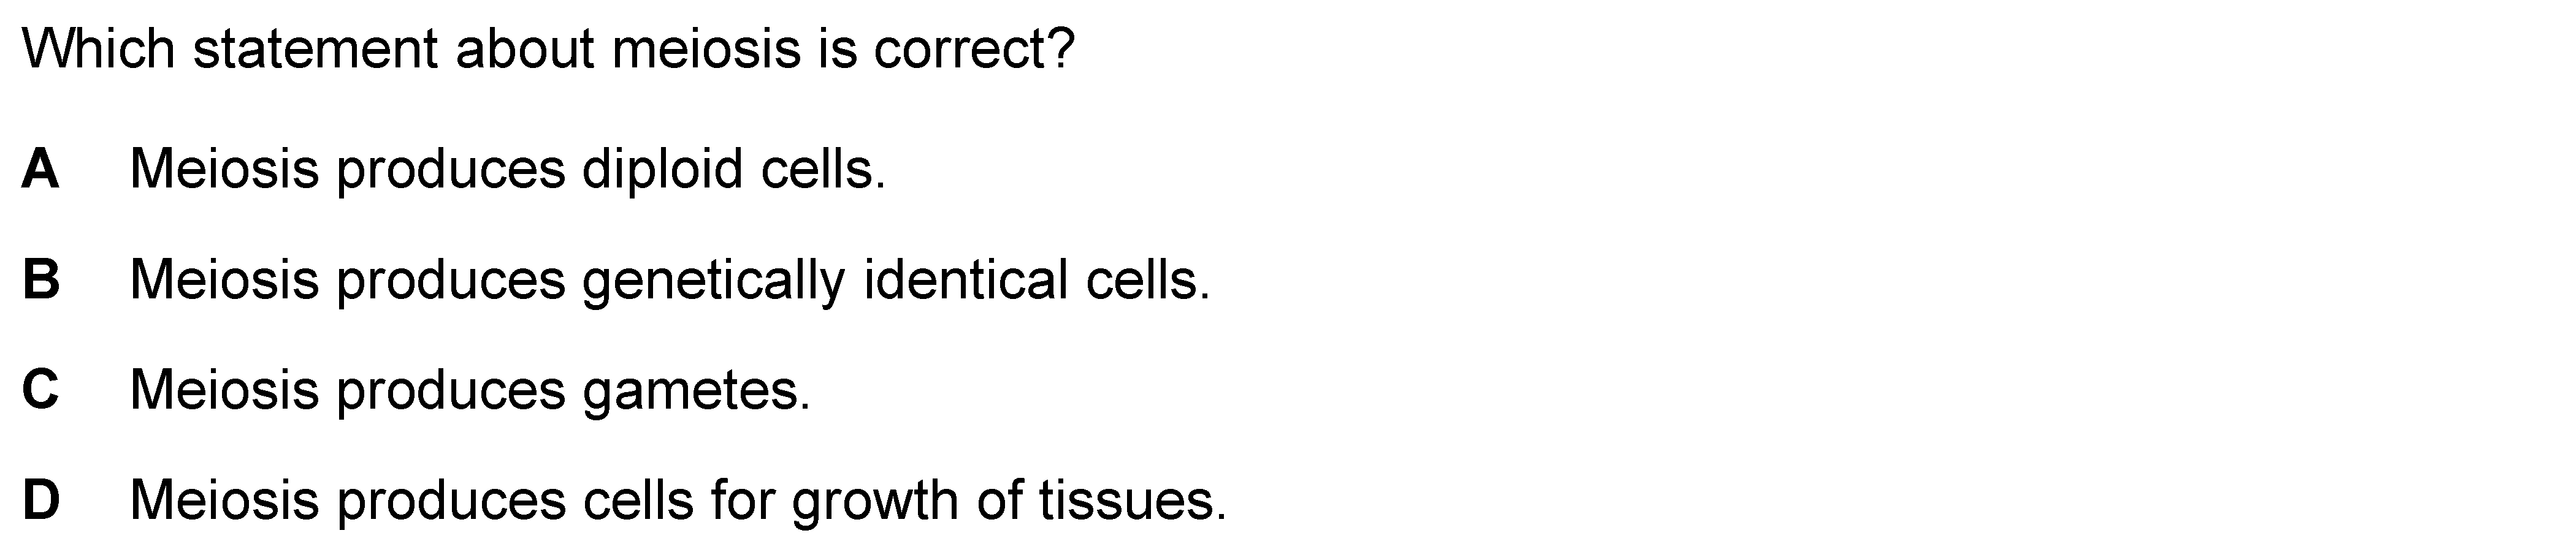 Which statement about meiosis is correct?
A Meiosis produces diploid cells.
B Meiosis produces genetically identical cells.
C Meiosis produces gametes.
D Meiosis produces cells for growth of tissues.